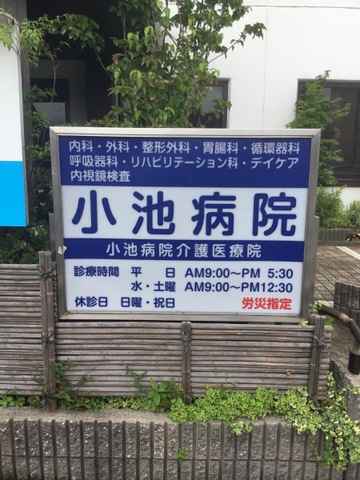 内科・外科・整形外科・胃腸科・循環器科
呼吸器科・リハビリテーション科・デイケア
内視鏡検査
小池病院
小池病院介護医療院
診療時間 平 日 AM9:00〜PM 5:30
水・土曜 AM9:00〜PM12:30
休診日 日曜・祝日 労災指定